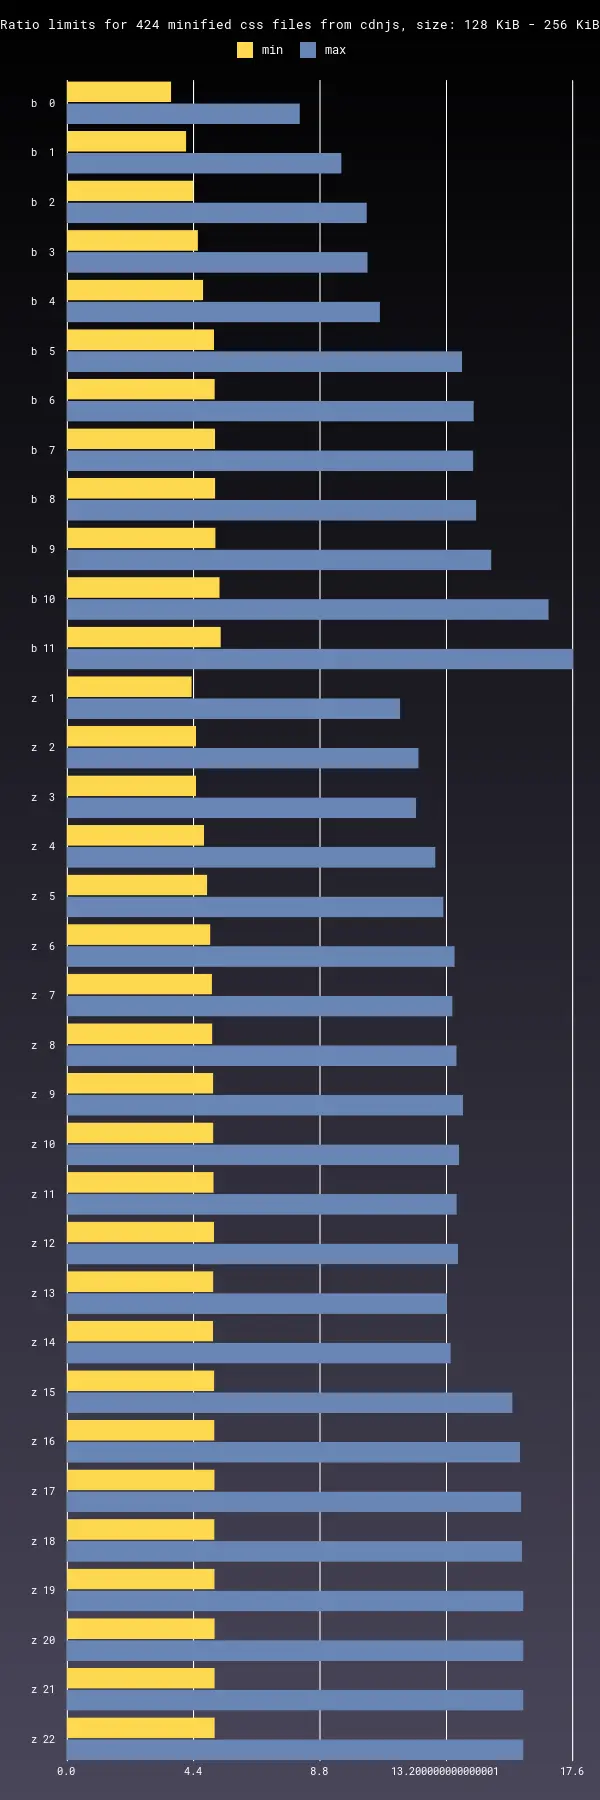 Ratio limits for 424 minified css files from cdnjs, size: 128 KiB - 256 KiB
min max
b 0
b 1
b 2
b 3
b 4
b 5
b 6
b 7
b 8
b 9
b 10
b 11
z 1
z 2
z 3
z 4
z 5
z 6
z 7
z 8
z 9
z 10
z 11
z 12
z 13
z 14
z 15
z 16
z 17
z 18
z 19
z 20
z 21
z 22
0.0 4.4 8.8 13.200000000000001 17.6